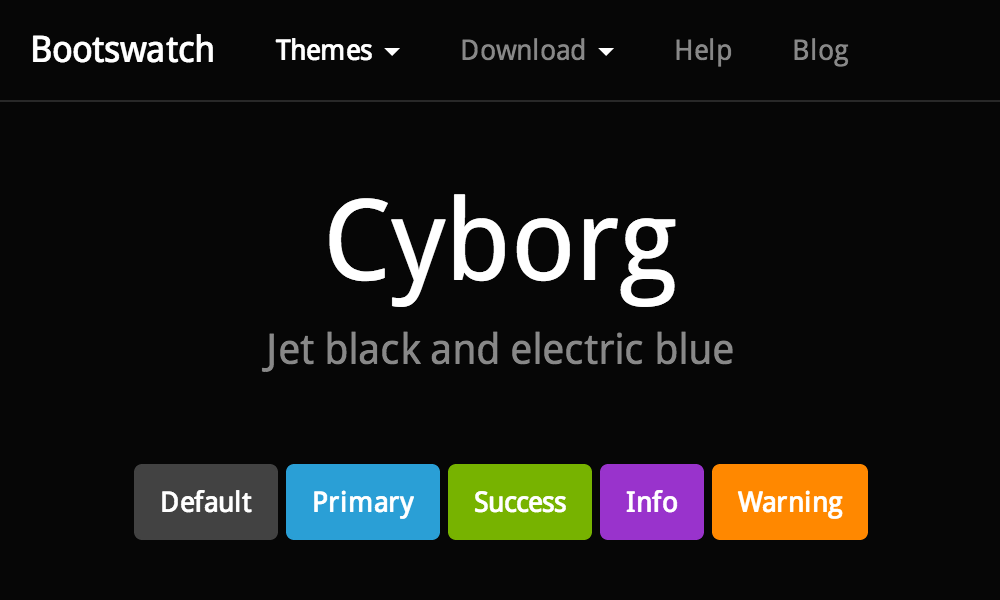 Bootswatch Themes Download Help Blog
Cyborg
Jet black and electric blue
Default Primary Success Info Warning